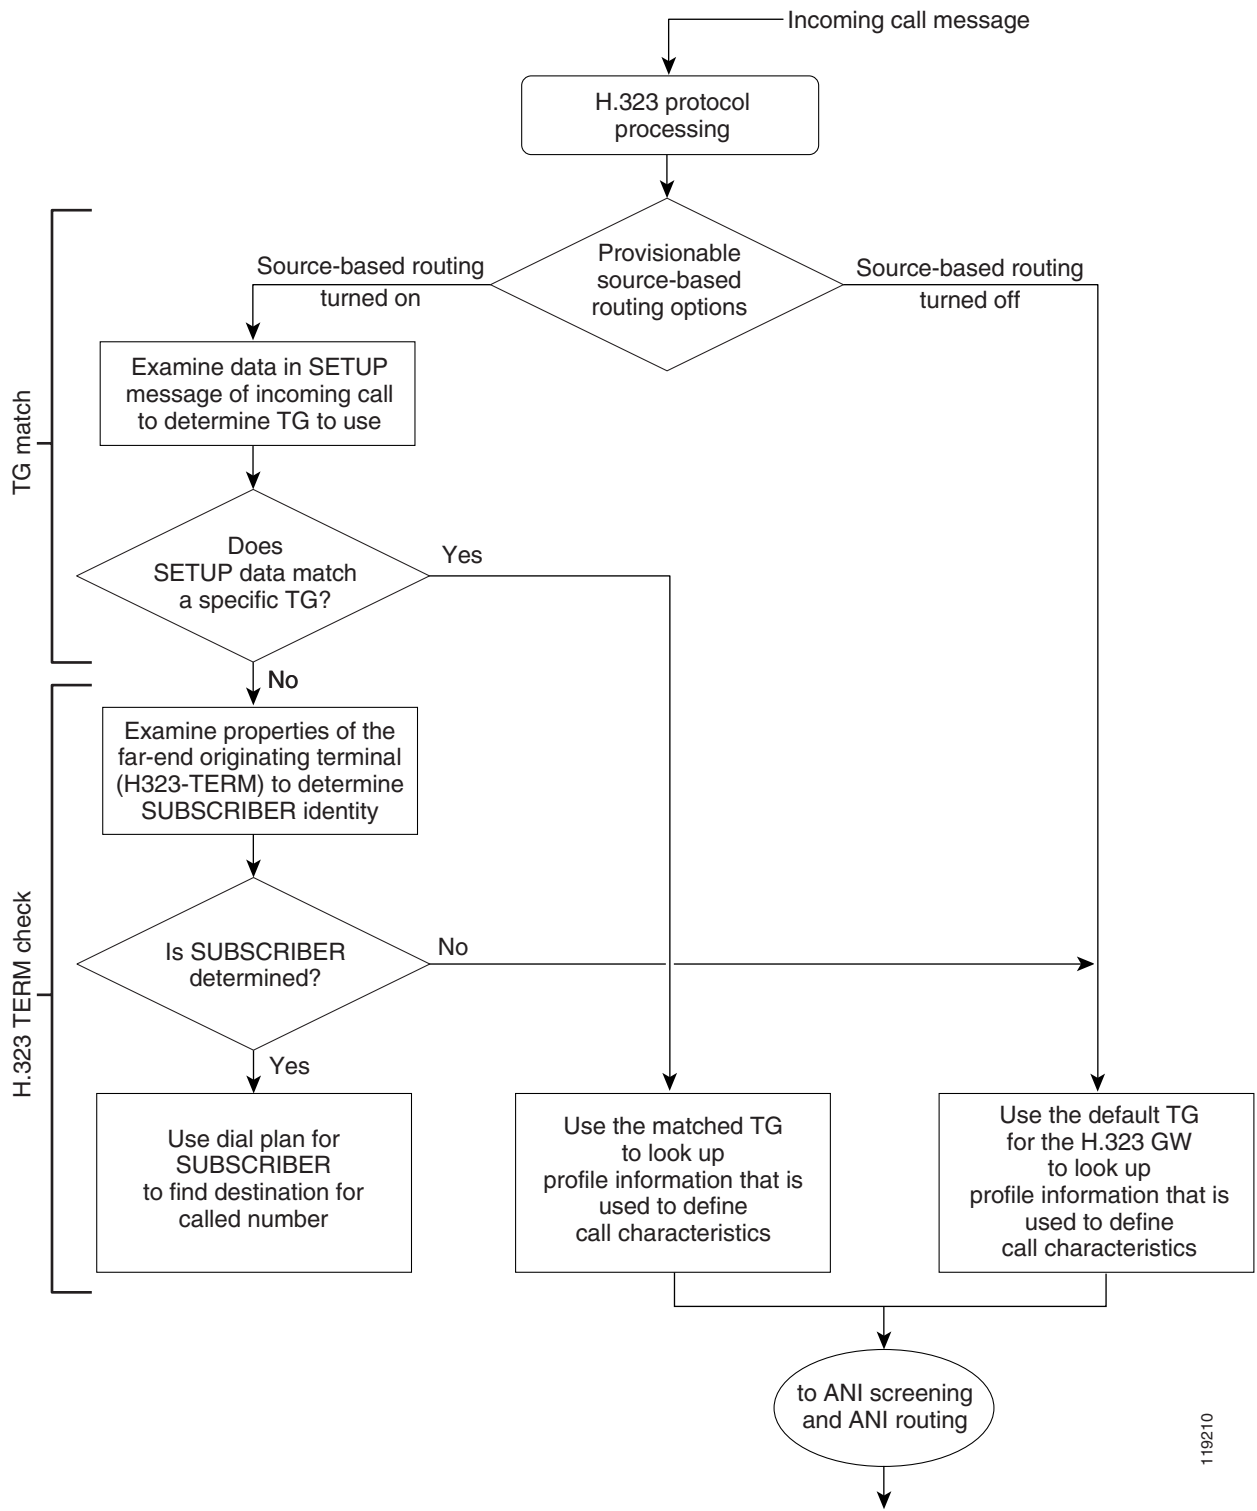 Incoming call message
H.323 protocol
processing
Provisionable
source-based
routing options
Source-based routing
turned on
Source-based routing
turned off
Examine data in SETUP
message of incoming call
to determine TG to use
TG match
Does
SETUP data match
a specific TG?
Yes
No
Examine properties of the
far-end originating terminal
(H323-TERM) to determine
SUBSCRIBER identity
H.323 TERM check
Is SUBSCRIBER
determined?
No
Yes
Use dial plan for
SUBSCRIBER
to find destination for
called number
Use the matched TG
to look up
profile information that is
used to define
call characteristics
Use the default TG
for the H.323 GW
to look up
profile information that is
used to define
call characteristics
to ANI screening
and ANI routing
119210